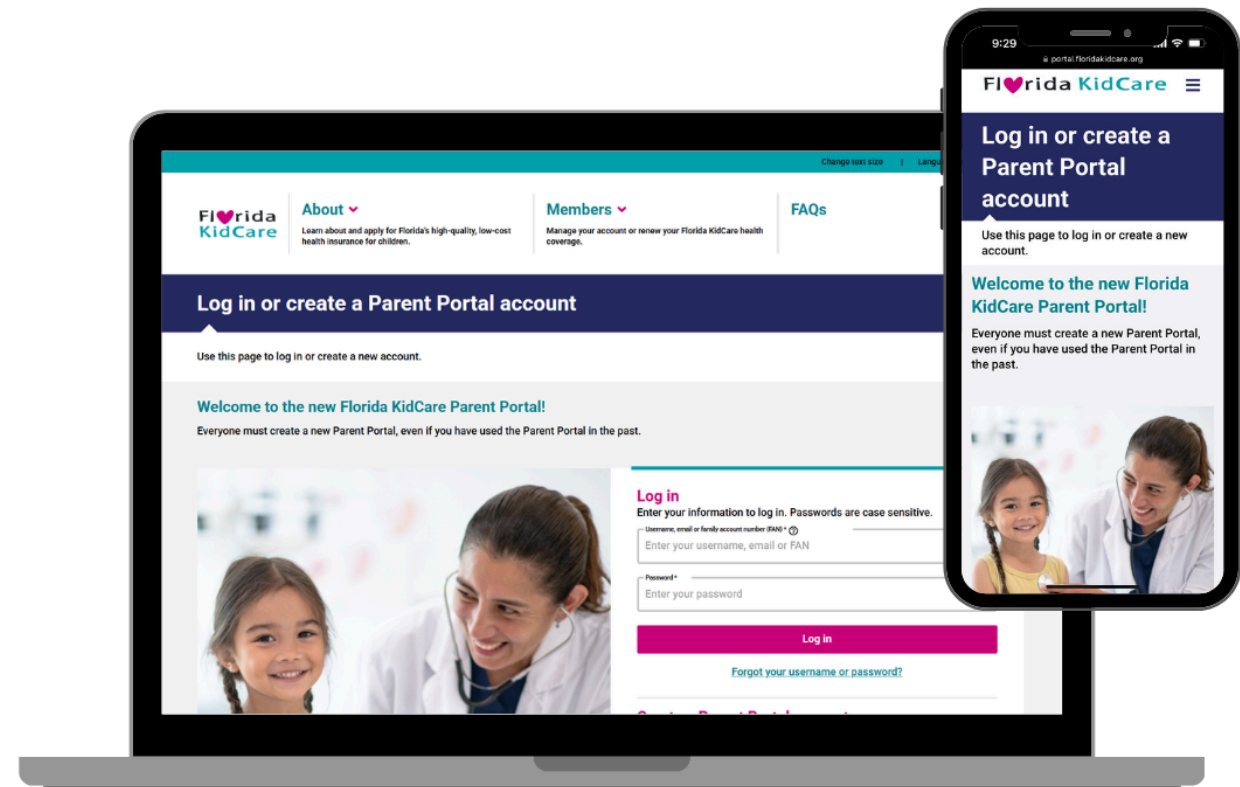 Change text size | 
Florida
KidCare
About
Learn about and apply for Florida's high-quality, low-cost
health insurance for children.
Members
Manage your account or renew your Florida KidCare health
coverage.
FAQs
Log in or create a Parent Portal account
Use this page to log in or create a new account.
Welcome to the new Florida KidCare Parent Portal!
Everyone must create a new Parent Portal, even if you have used the Parent Portal in the past.
Log in
Enter your information to log in. Passwords are case sensitive.
Username, email or family account number (FAN) * ?
Enter your username, email or FAN
Password *
Enter your password
Log in
Forgot your username or password?
9:29
portal.floridakidcare.org
Florida KidCare
Log in or create a
Parent Portal
account
Use this page to log in or create a new
account.
Welcome to the new Florida
KidCare Parent Portal!
Everyone must create a new Parent Portal,
even if you have used the Parent Portal in
the past.